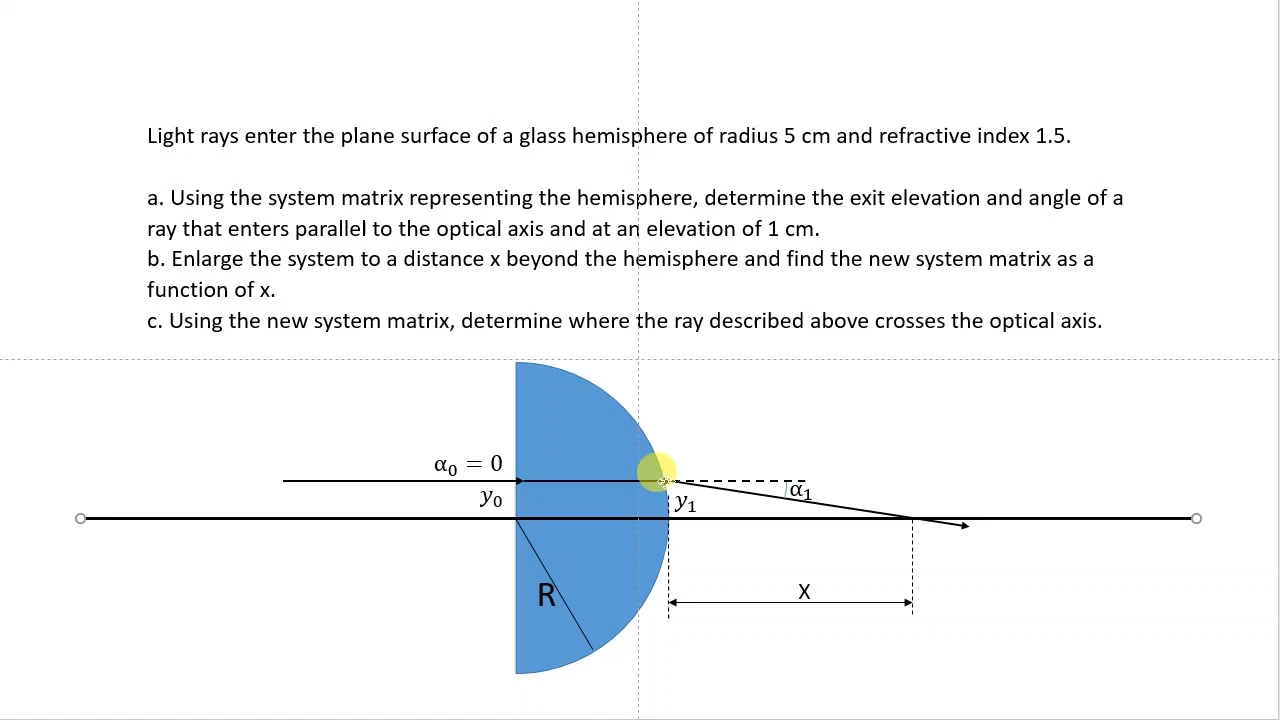 Light rays enter the plane surface of a glass hemisphere of radius 5 cm and refractive index 1.5.
a. Using the system matrix representing the hemisphere, determine the exit elevation and angle of a
ray that enters parallel to the optical axis and at an elevation of 1 cm.
b. Enlarge the system to a distance x beyond the hemisphere and find the new system matrix as a
function of x.
c. Using the new system matrix, determine where the ray described above crosses the optical axis.
α₀ = 0
α₁
y₀
y₁
R
X